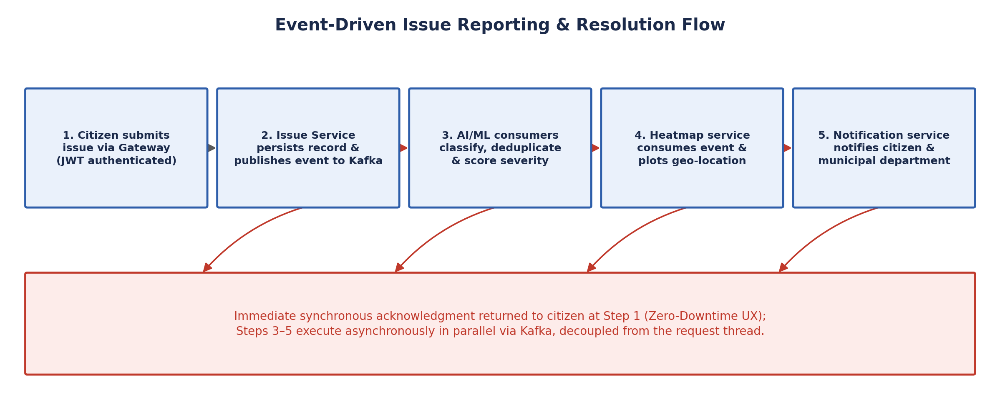 Event-Driven Issue Reporting & Resolution Flow
1. Citizen submits
issue via Gateway
(JWT authenticated)
2. Issue Service
persists record &
publishes event to Kafka
3. AI/ML consumers
classify, deduplicate
& score severity
4. Heatmap service
consumes event &
plots geo-location
5. Notification service
notifies citizen &
municipal department
Immediate synchronous acknowledgment returned to citizen at Step 1 (Zero-Downtime UX);
Steps 3–5 execute asynchronously in parallel via Kafka, decoupled from the request thread.